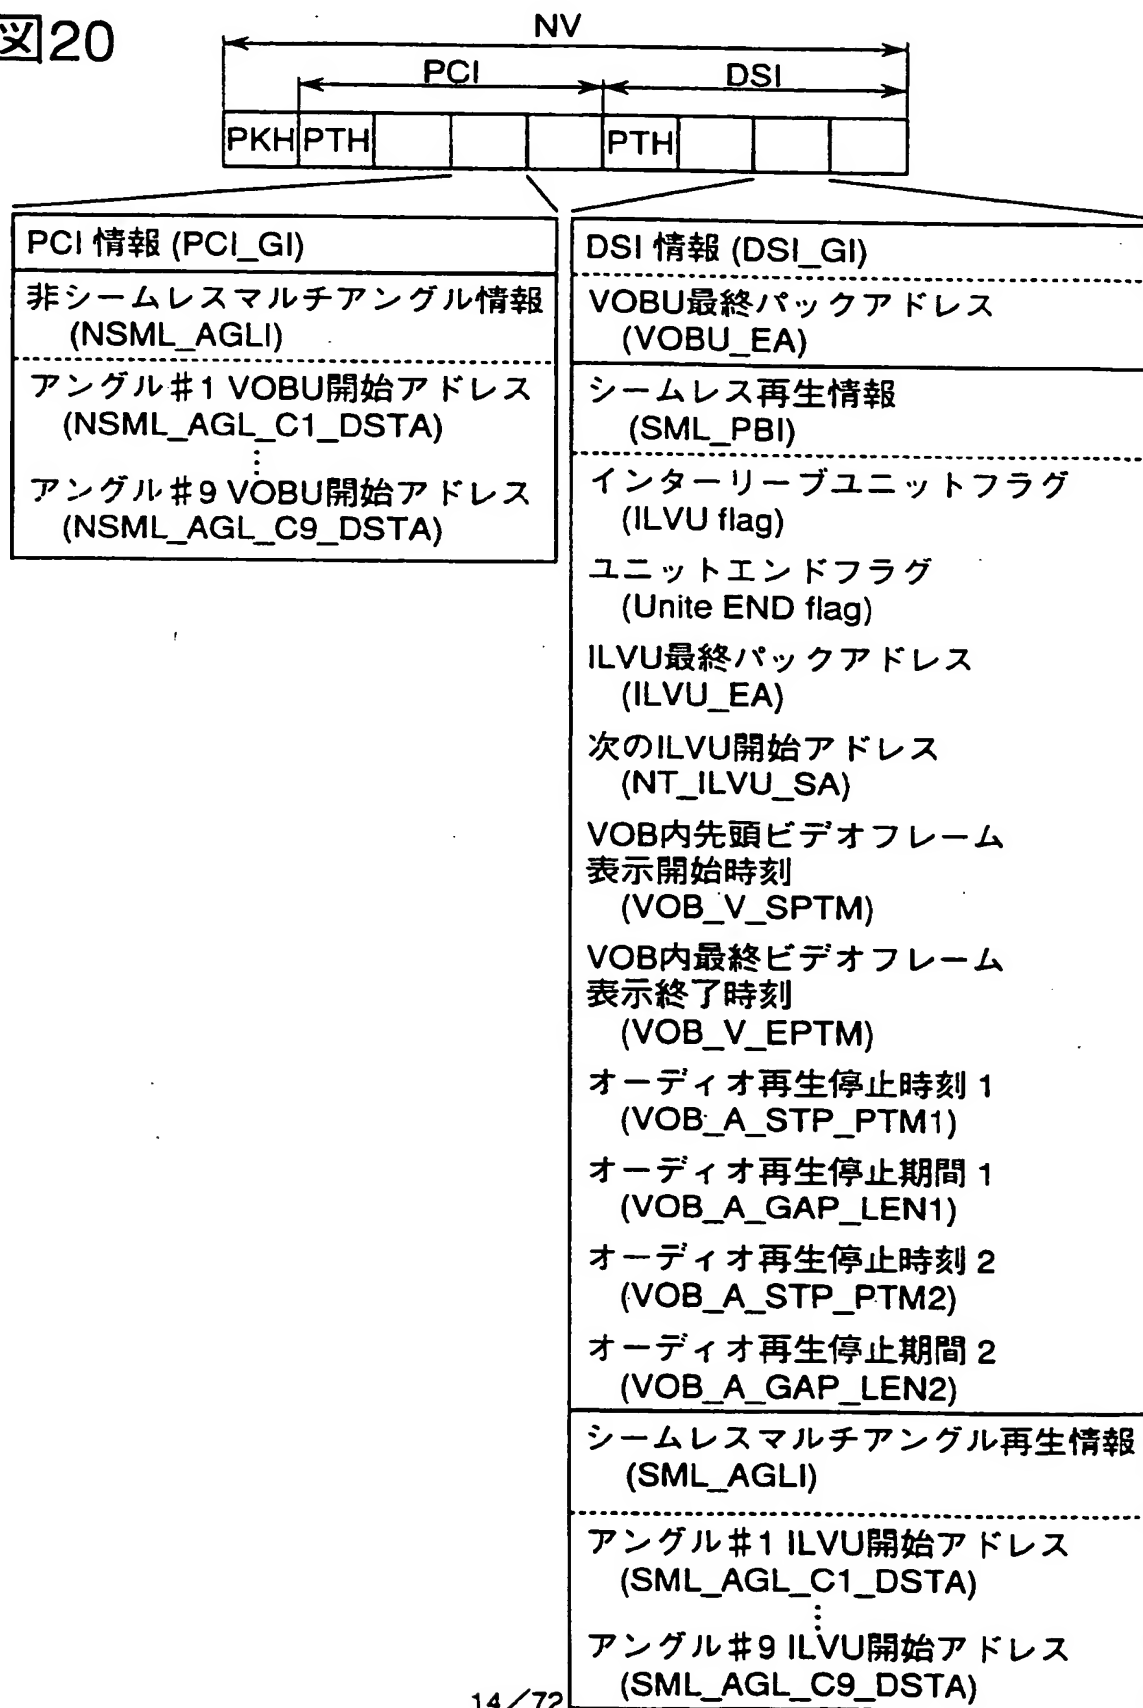 図20
NV
PCI DSI
PKH PTH PTH
PCI 情報 (PCI_GI)
非シームレスマルチアングル情報
(NSML_AGLI)
アングル#1 VOBU開始アドレス
(NSML_AGL_C1_DSTA)
アングル#9 VOBU開始アドレス
(NSML_AGL_C9_DSTA)
DSI 情報 (DSI_GI)
VOBU最終パックアドレス
(VOBU_EA)
シームレス再生情報
(SML_PBI)
インターリーブユニットフラグ
(ILVU flag)
ユニットエンドフラグ
(Unite END flag)
ILVU最終パックアドレス
(ILVU_EA)
次のILVU開始アドレス
(NT_ILVU_SA)
VOB内先頭ビデオフレーム
表示開始時刻
(VOB_V_SPTM)
VOB内最終ビデオフレーム
表示終了時刻
(VOB_V_EPTM)
オーディオ再生停止時刻 1
(VOB_A_STP_PTM1)
オーディオ再生停止期間 1
(VOB_A_GAP_LEN1)
オーディオ再生停止時刻 2
(VOB_A_STP_PTM2)
オーディオ再生停止期間 2
(VOB_A_GAP_LEN2)
シームレスマルチアングル再生情報
(SML_AGLI)
アングル#1 ILVU開始アドレス
(SML_AGL_C1_DSTA)
アングル#9 ILVU開始アドレス
(SML_AGL_C9_DSTA)
14/72